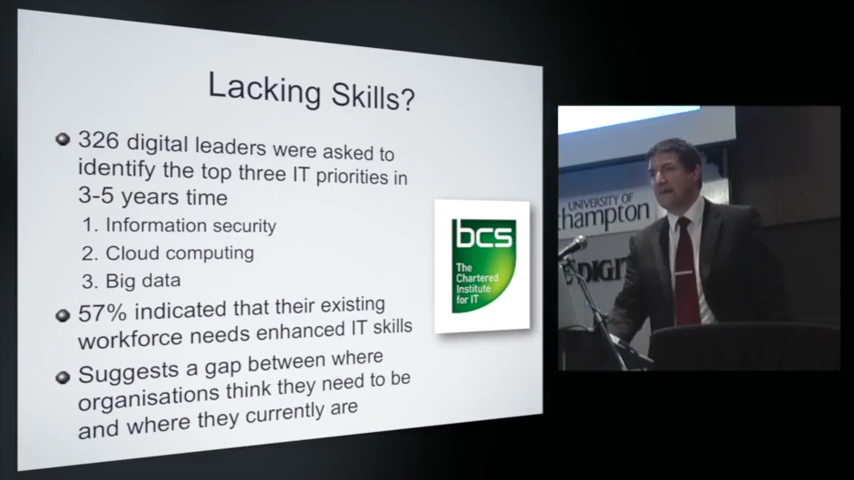 Lacking Skills?
326 digital leaders were asked to
identify the top three IT priorities in
3-5 years time
1. Information security
2. Cloud computing
3. Big data
57% indicated that their existing
workforce needs enhanced IT skills
Suggests a gap between where
organisations think they need to be
and where they currently are
bcs
The
Chartered
Institute
for IT
UNIVERSITY OF
thampton
DIGIT